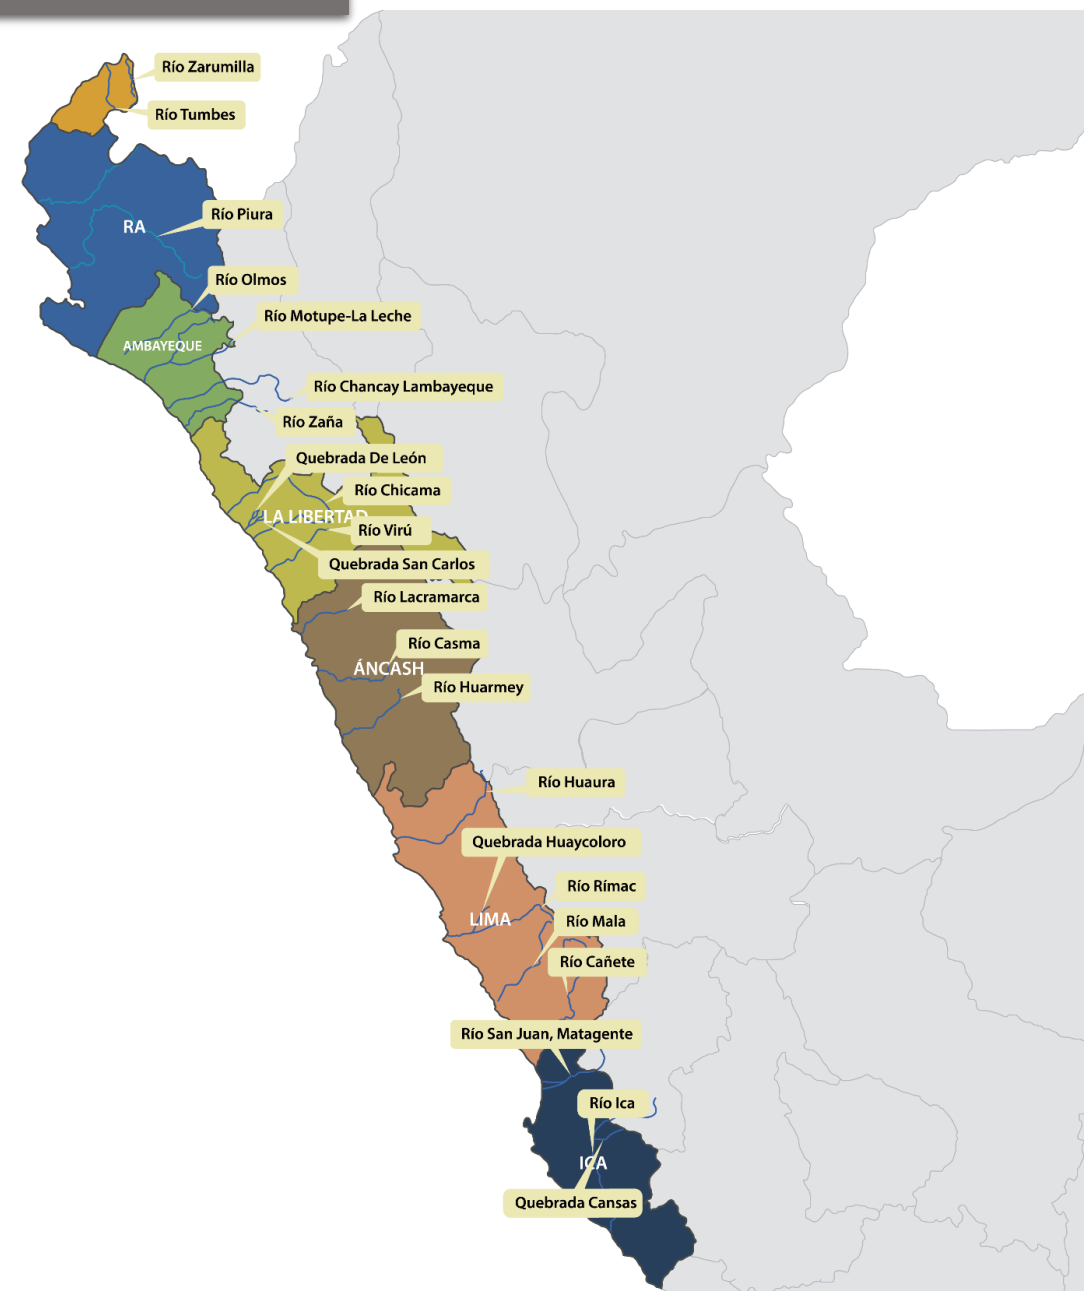 Río Zarumilla
Río Tumbes
Río Piura
RA
Río Olmos
Río Motupe-La Leche
AMBAYEQUE
Río Chancay Lambayeque
Río Zaña
Quebrada De León
Río Chicama
LA LIBERTAD
Río Virú
Quebrada San Carlos
Río Lacramarca
Río Casma
ÁNCASH
Río Huarmey
Río Huaura
Quebrada Huaycoloro
Río Rímac
LIMA
Río Mala
Río Cañete
Río San Juan, Matagente
Río Ica
ICA
Quebrada Cansas